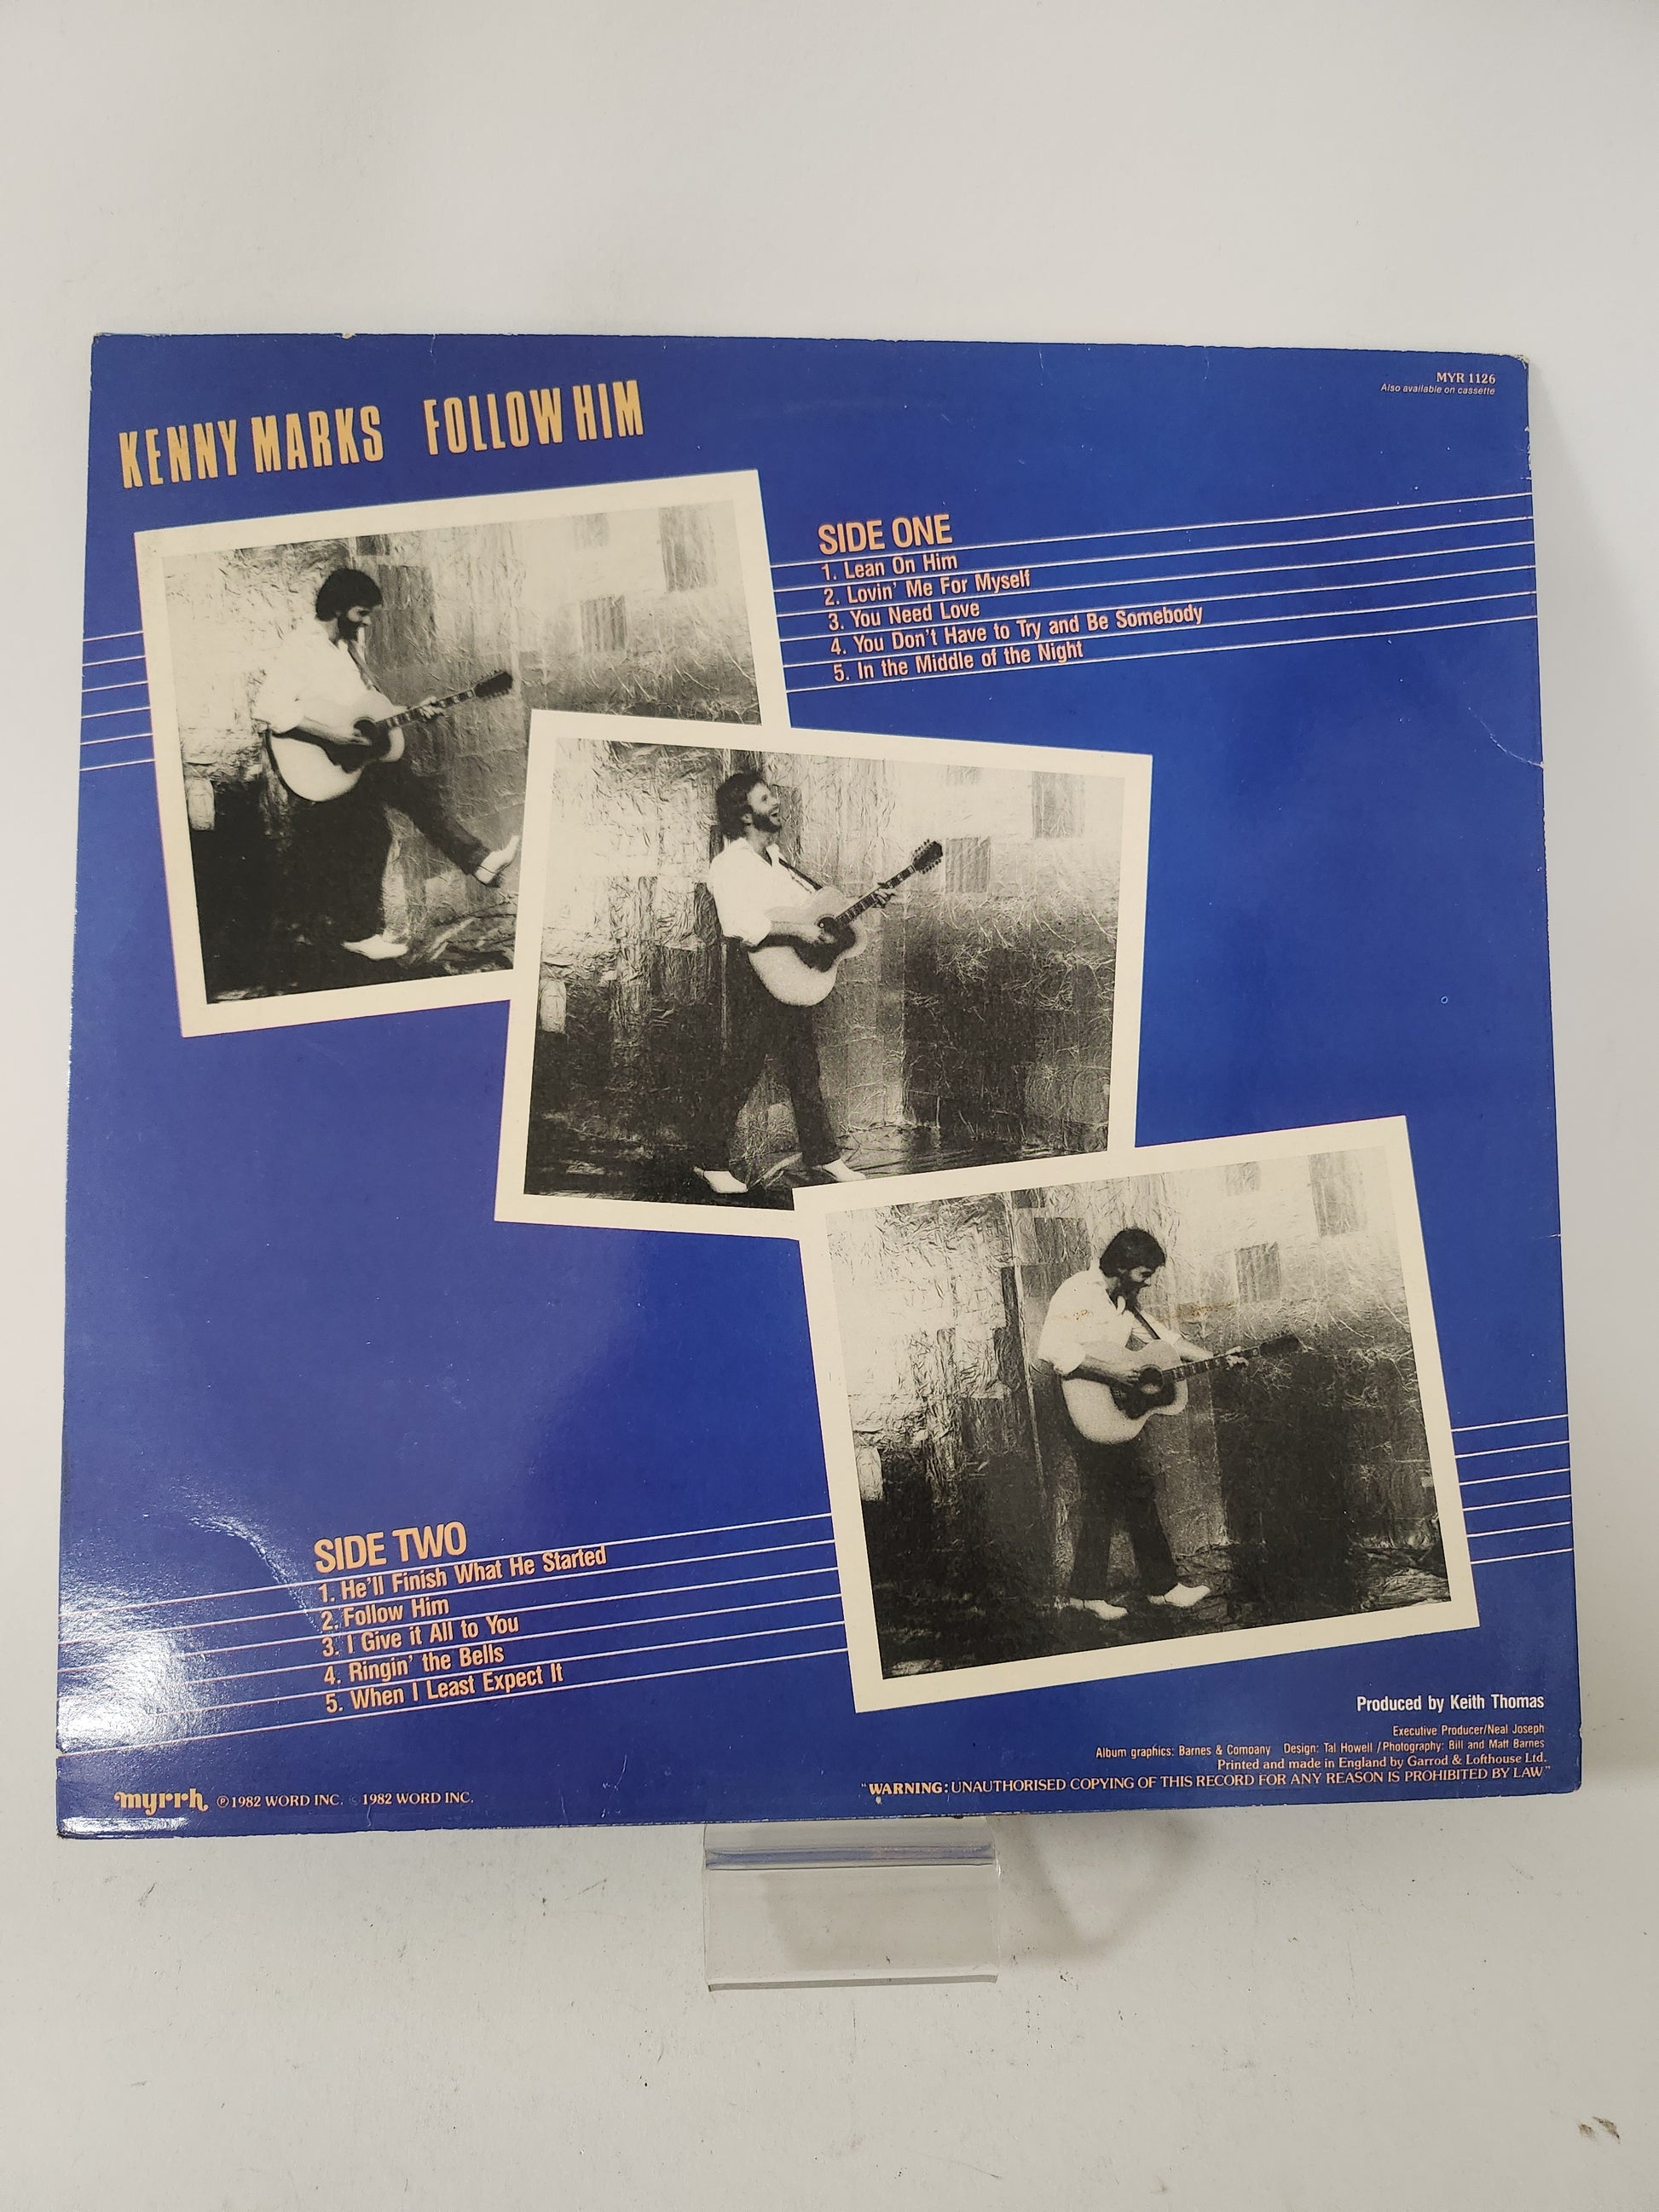 MYR 1126
Also available on cassette
KENNY MARKS FOLLOW HIM
SIDE ONE
1. Lean On Him
2. Lovin' Me For Myself
3. You Need Love
4. You Don't Have to Try and Be Somebody
5. In the Middle of the Night
SIDE TWO
1. He'll Finish What He Started
2. Follow Him
3. I Give it All to You
4. Ringin' the Bells
5. When I Least Expect It
Produced by Keith Thomas
Executive Producer/Neal Joseph
Album graphics: Barnes & Company Design: Tal Howell / Photography: Bill and Matt Barnes
Printed and made in England by Garrod & Lofthouse Ltd.
"WARNING: UNAUTHORISED COPYING OF THIS RECORD FOR ANY REASON IS PROHIBITED BY LAW"
myrrh ℗ 1982 WORD INC. © 1982 WORD INC.